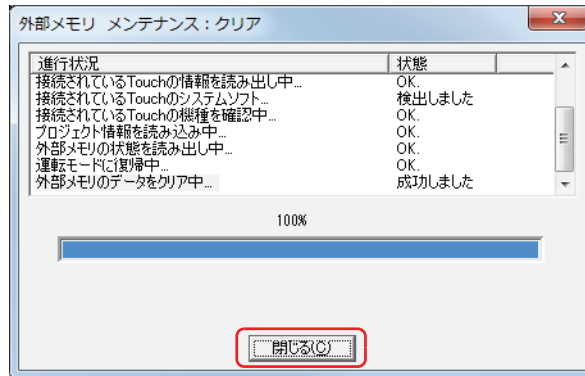 外部メモリ メンテナンス：クリア
進行状況 状態
接続されているTouchの情報を読み出し中... OK.
接続されているTouchのシステムソフト... 検出しました
接続されているTouchの機種を確認中... OK.
プロジェクト情報を読み込み中... OK.
外部メモリの状態を読み出し中... OK.
運転モードに復帰中... OK.
外部メモリのデータをクリア中... 成功しました
100%
閉じる(C)